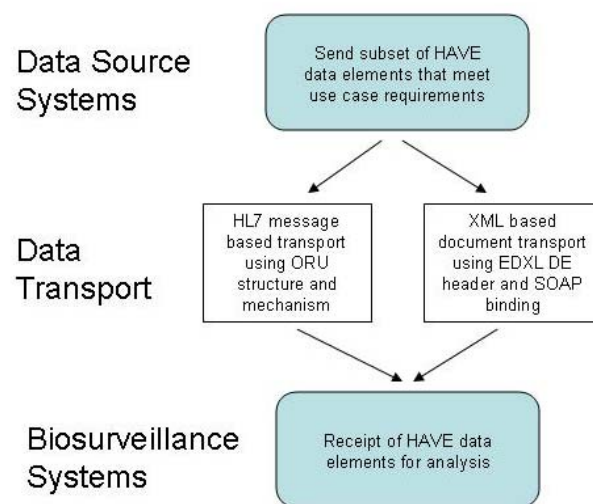 Data Source
Systems
Send subset of HAVE
data elements that meet
use case requirements
Data
Transport
HL7 message
based transport
using ORU
structure and
mechanism
XML based
document transport
using EDXL DE
header and SOAP
binding
Biosurveillance
Systems
Receipt of HAVE data
elements for analysis